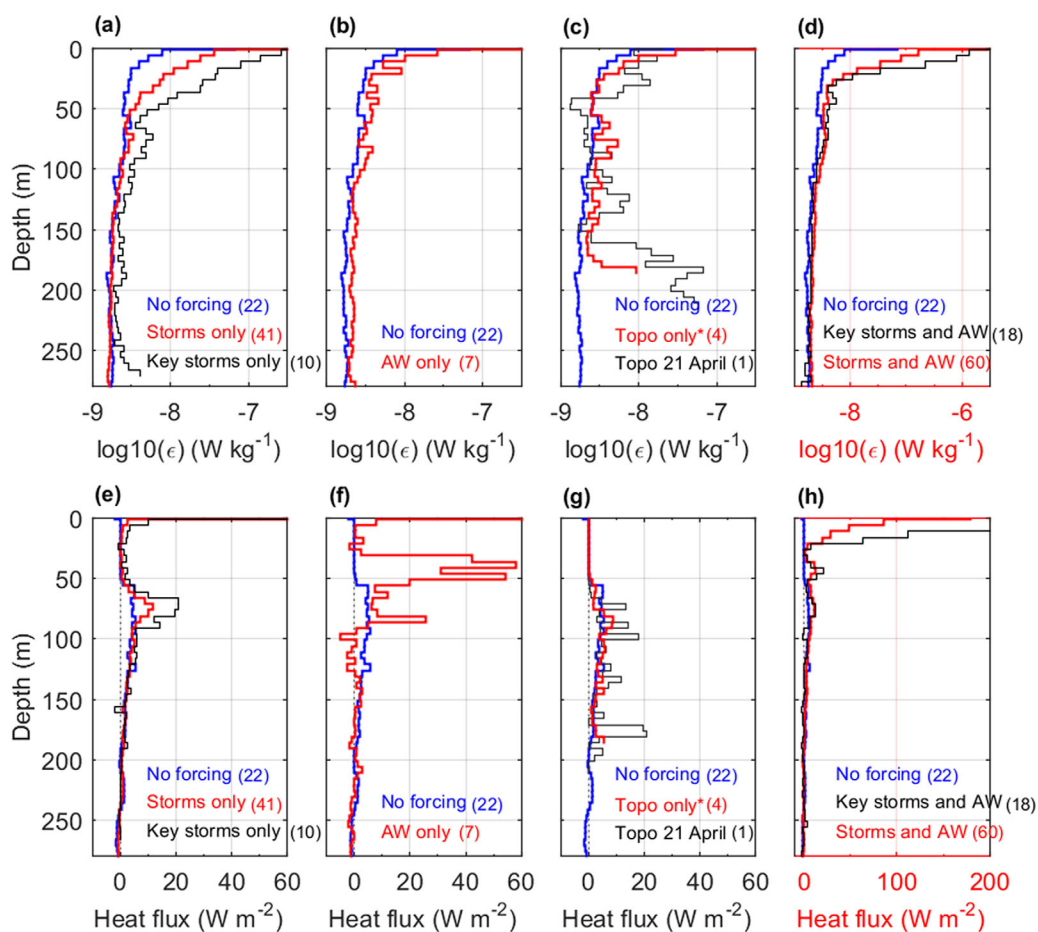 (a)
(b)
(c)
(d)
0
50
100
150
200
250
Depth (m)
No forcing (22)
Storms only (41)
Key storms only (10)
No forcing (22)
AW only (7)
No forcing (22)
Topo only* (4)
Topo 21 April (1)
No forcing (22)
Key storms and AW (18)
Storms and AW (60)
-9 -8 -7 -6
-9 -8 -7 -6
-9 -8 -7 -6
-8 -6
log10(ϵ) (W kg⁻¹)
log10(ϵ) (W kg⁻¹)
log10(ϵ) (W kg⁻¹)
log10(ϵ) (W kg⁻¹)
(e)
(f)
(g)
(h)
0
50
100
150
200
250
Depth (m)
No forcing (22)
Storms only (41)
Key storms only (10)
No forcing (22)
AW only (7)
No forcing (22)
Topo only* (4)
Topo 21 April (1)
No forcing (22)
Key storms and AW (18)
Storms and AW (60)
0 20 40 60
0 20 40 60
0 20 40 60
0 100 200
Heat flux (W m⁻²)
Heat flux (W m⁻²)
Heat flux (W m⁻²)
Heat flux (W m⁻²)